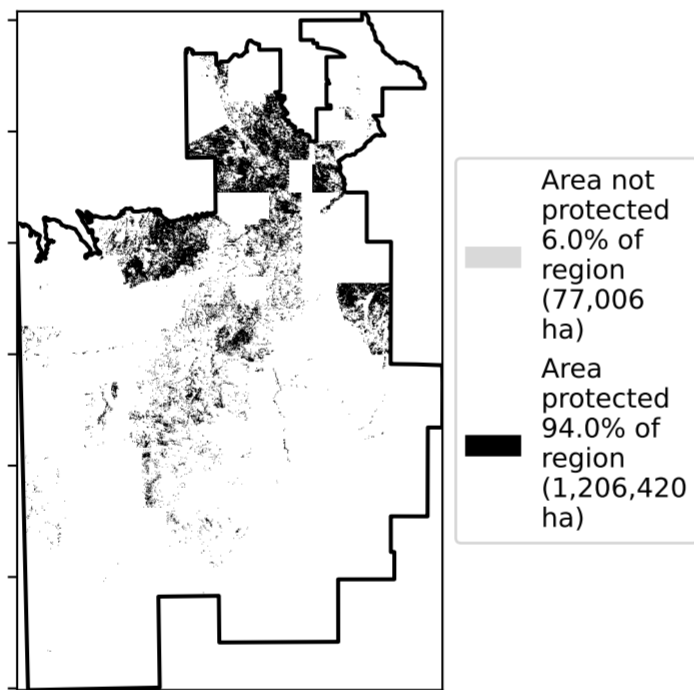 Area not
protected
6.0% of
region
(77,006
ha)
Area
protected
94.0% of
region
(1,206,420
ha)